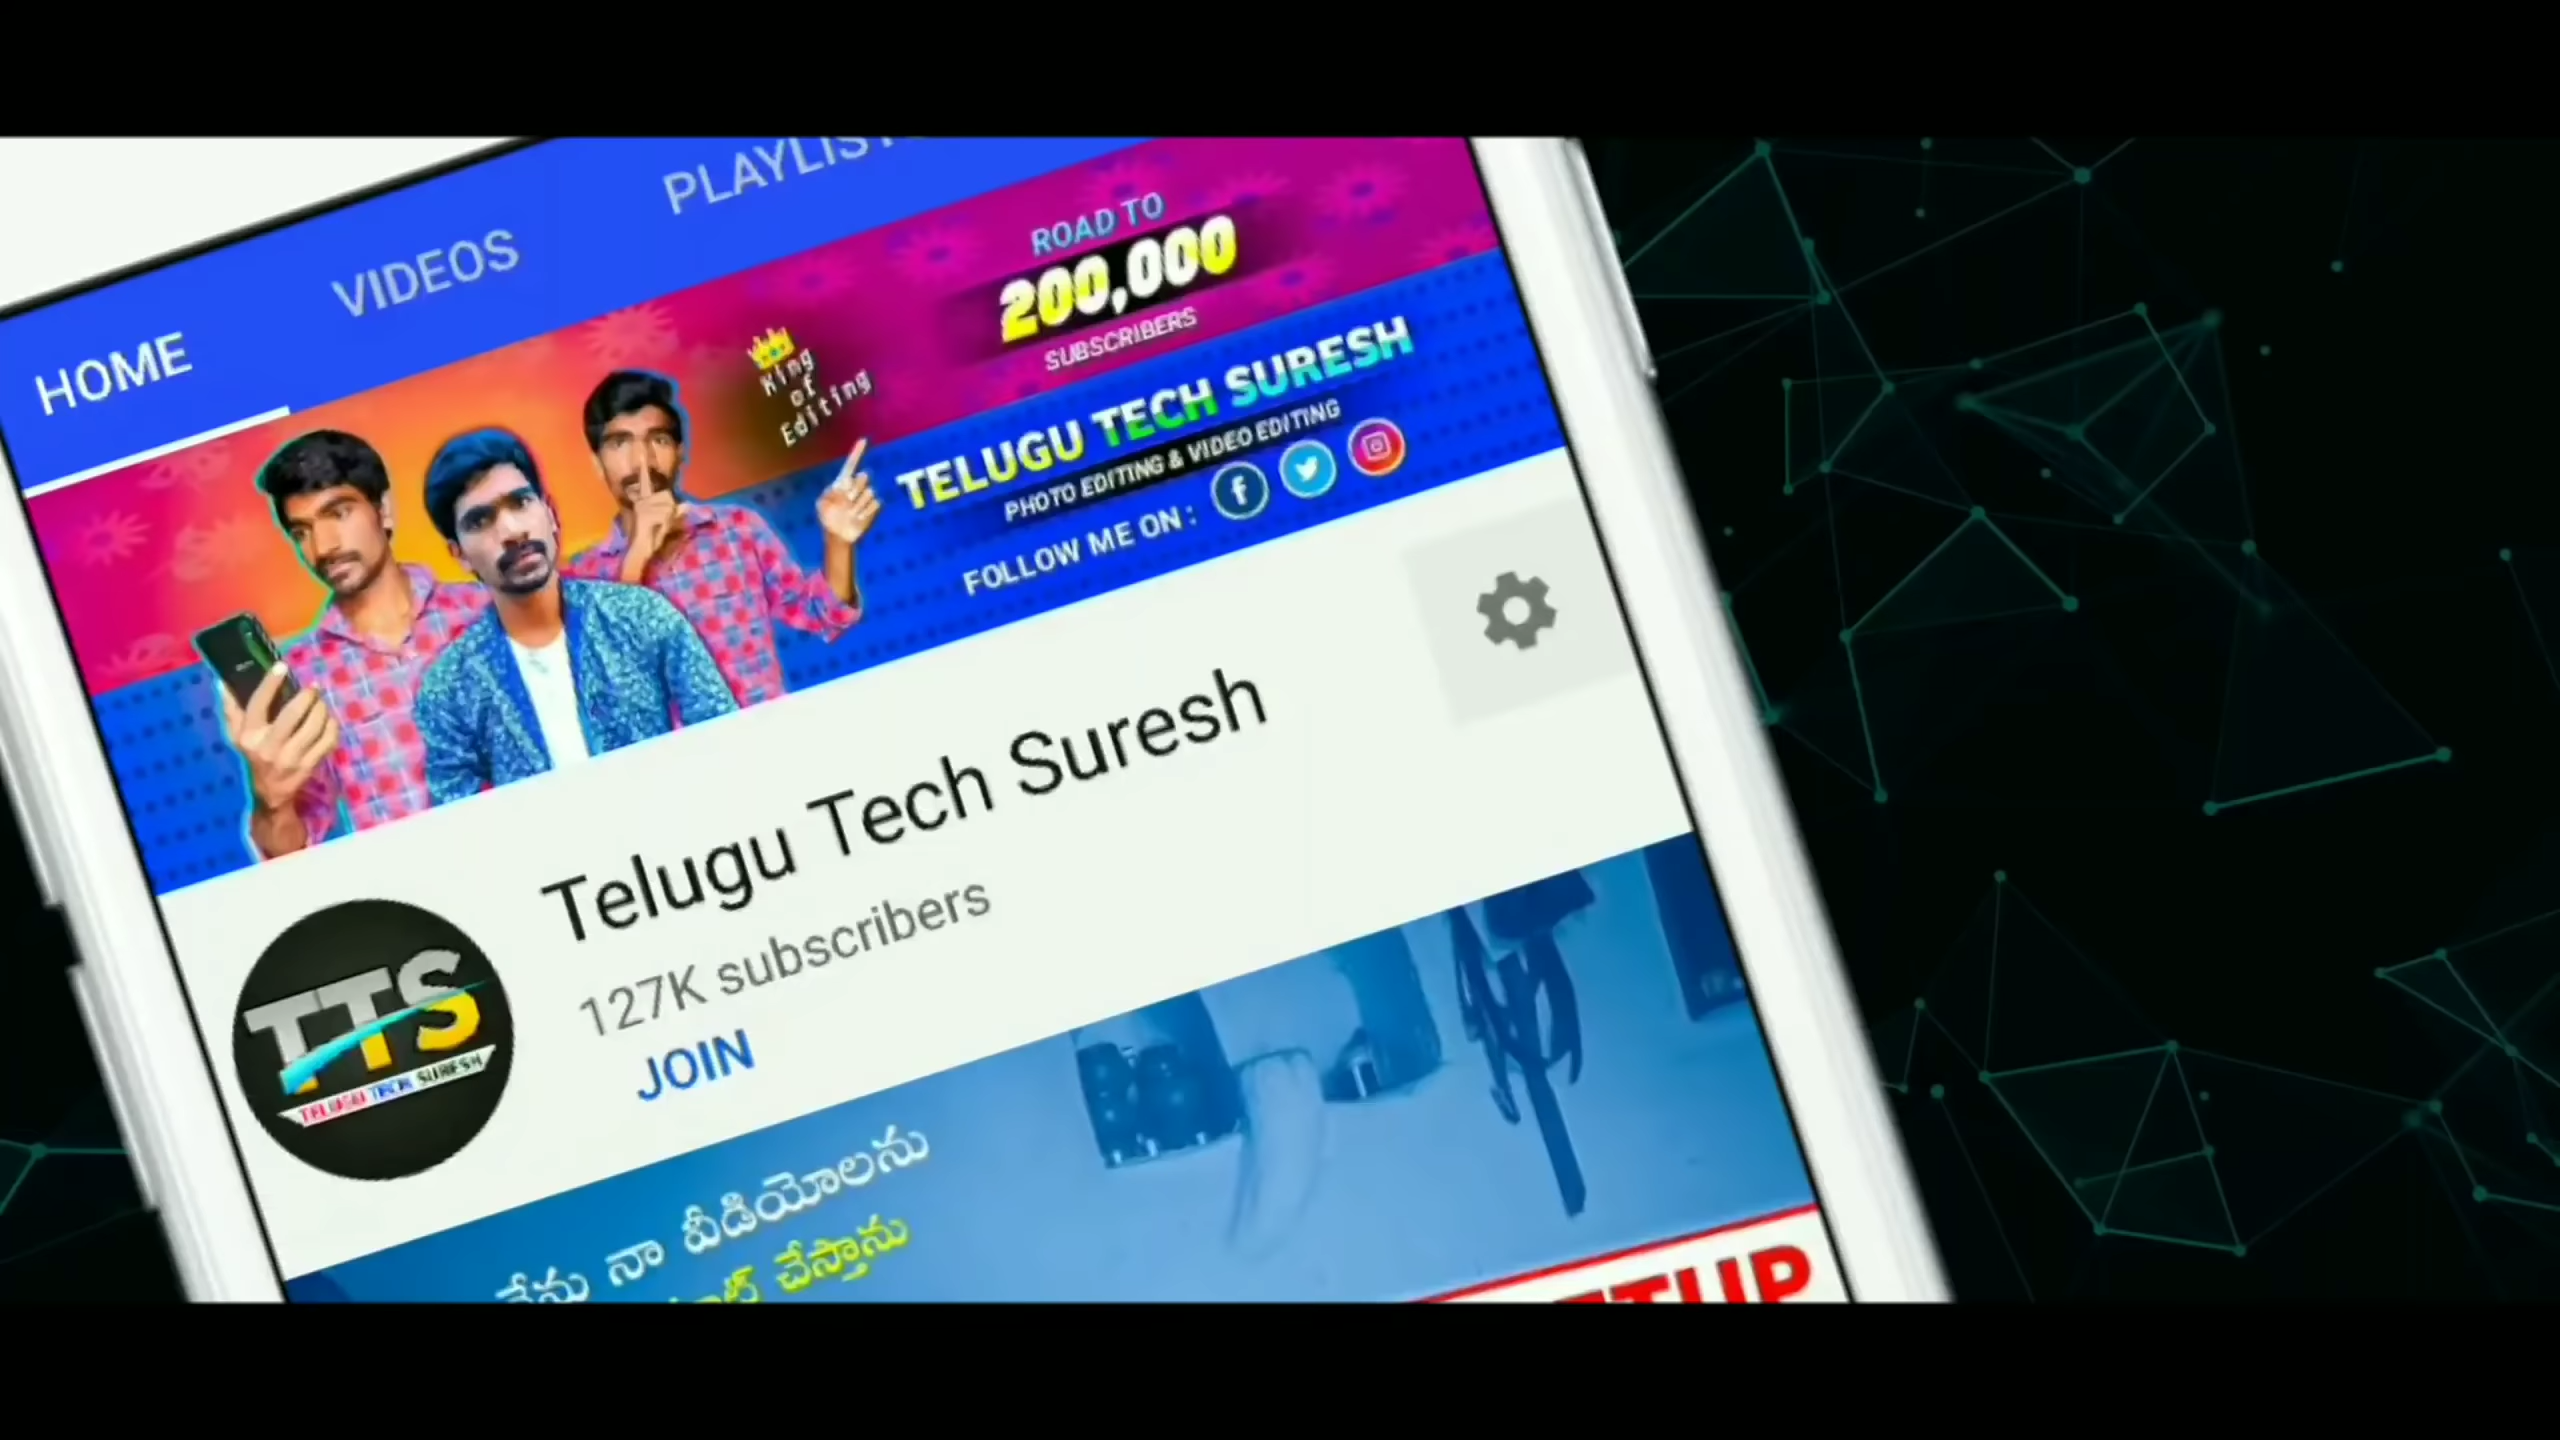 HOME
VIDEOS
King
of
Editing
ROAD TO
200,000
SUBSCRIBERS
TELUGU TECH SURESH
PHOTO EDITING & VIDEO EDITING
FOLLOW ME ON :
Telugu Tech Suresh
127K subscribers
JOIN
TTS
TELUGU TECH SURESH
నేను నా వీడియోలను
చేస్తాను